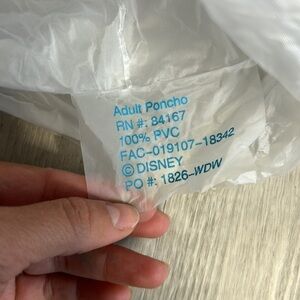 Adult Poncho
RN #: 84167
100% PVC
FAC-019107-18342
© DISNEY
PO #: 1826-WDW